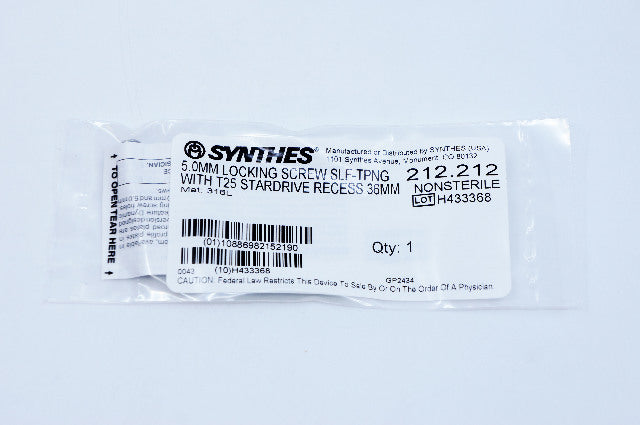 SYNTHES®
Manufactured or Distributed by SYNTHES (USA)
1101 Synthes Avenue, Monument, CO 80132
5.0MM LOCKING SCREW SLF-TPNG
WITH T25 STARDRIVE RECESS 36MM
Mat. 316L
212.212
NONSTERILE
LOT H433368
(01)10886982152190
Qty: 1
(10)H433368
0043
GP2434
CAUTION: Federal Law Restricts This Device To Sale By Or On The Order Of A Physician.
TO OPEN TEAR HERE